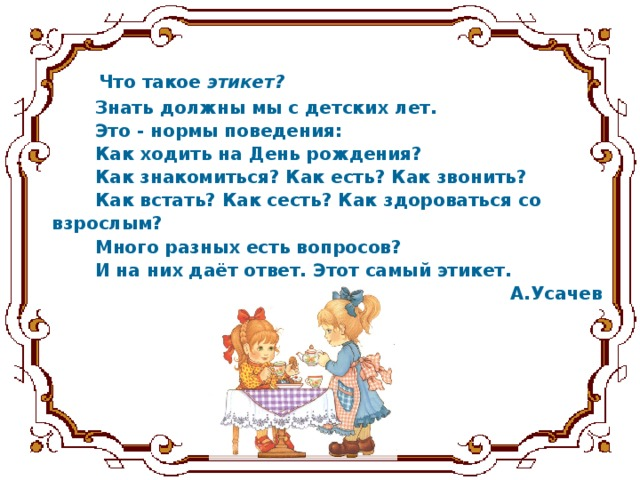 Что такое этикет?
Знать должны мы с детских лет.
Это - нормы поведения:
Как ходить на День рождения?
Как знакомиться? Как есть? Как звонить?
Как встать? Как сесть? Как здороваться со
взрослым?
Много разных есть вопросов?
И на них даёт ответ. Этот самый этикет.
А.Усачев